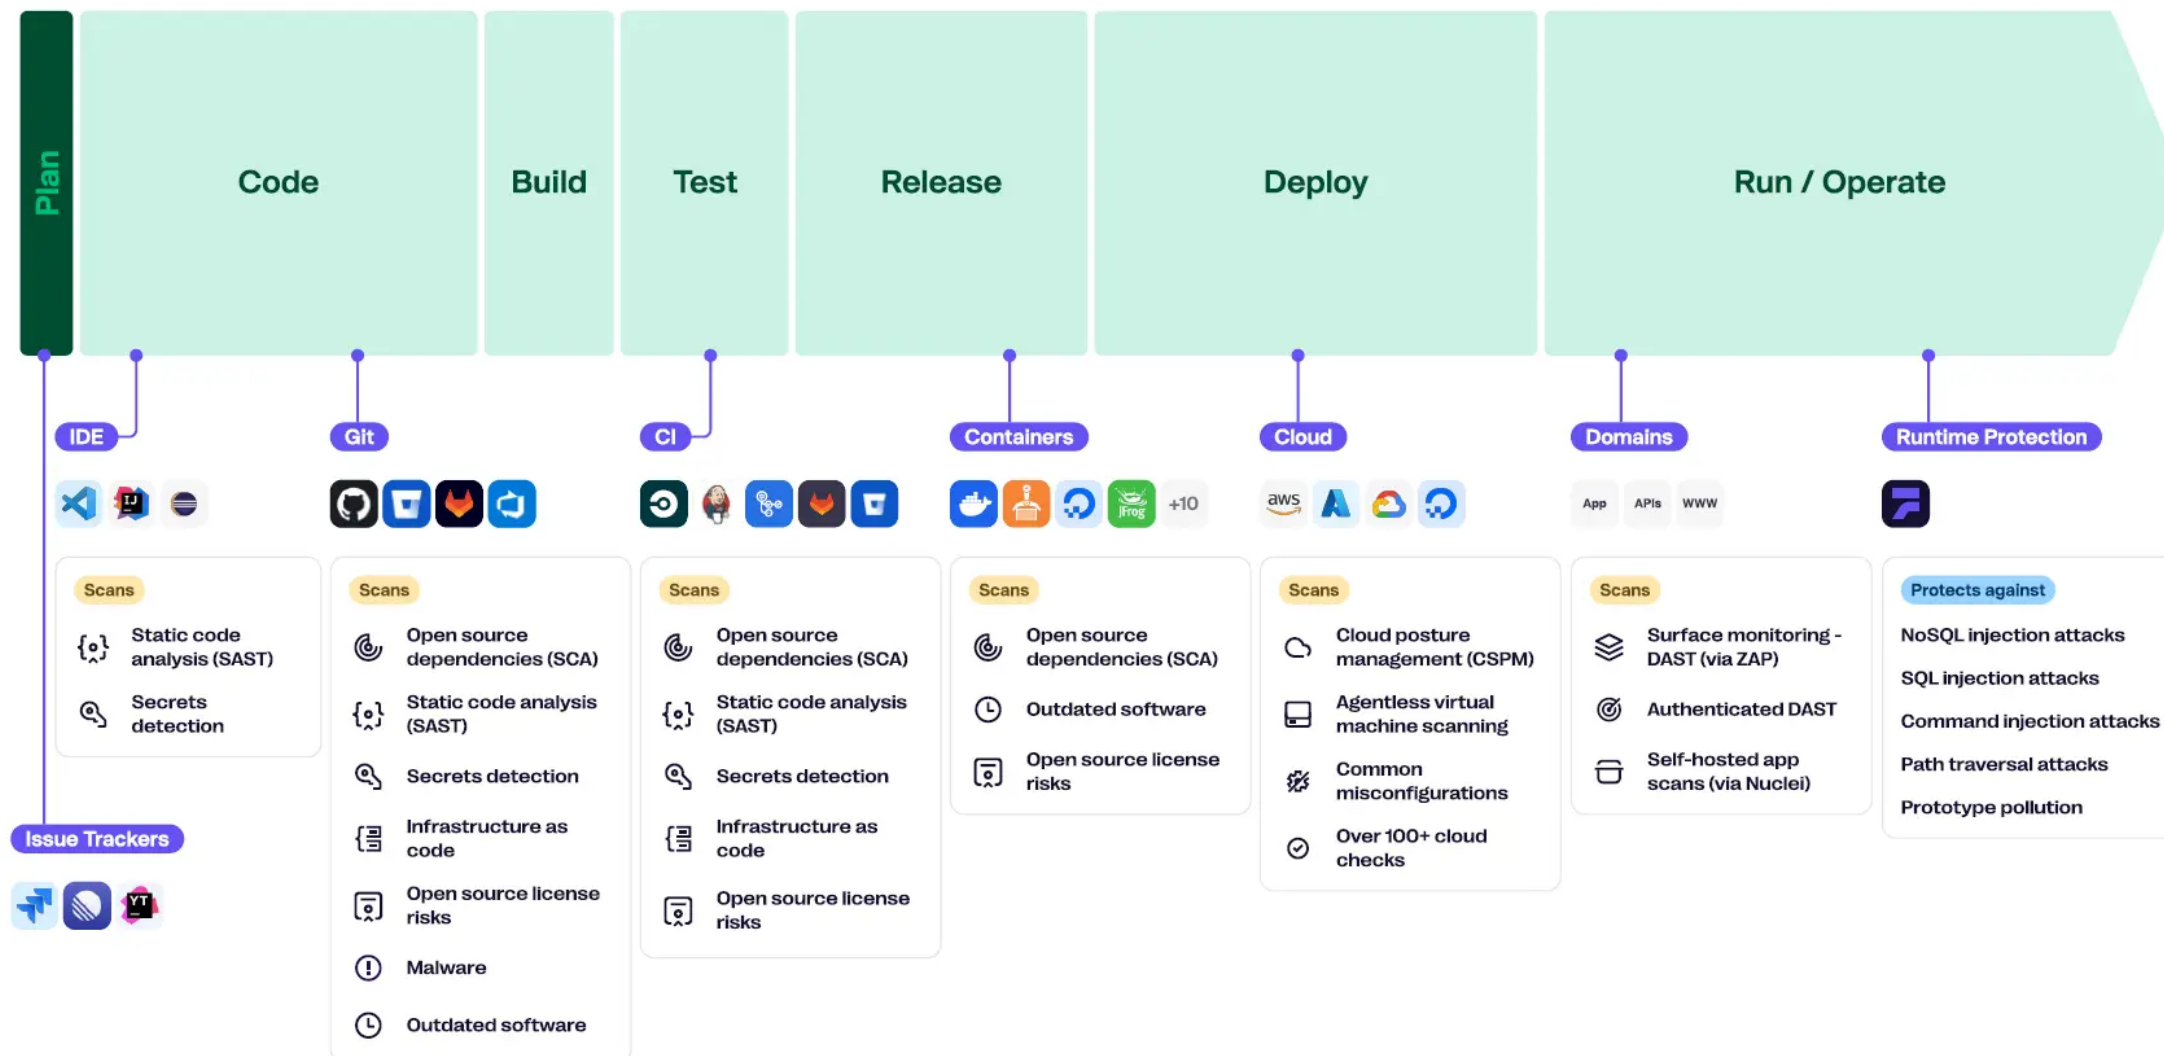 Plan
Code
Build
Test
Release
Deploy
Run / Operate
IDE
Git
CI
Containers
Cloud
Domains
Runtime Protection
IJ
JFrog
+10
aws
App
APIs
WWW
Scans
Static code
analysis (SAST)
Secrets
detection
Issue Trackers
YT
Scans
Open source
dependencies (SCA)
Static code analysis
(SAST)
Secrets detection
Infrastructure as
code
Open source license
risks
Malware
Outdated software
Scans
Open source
dependencies (SCA)
Static code analysis
(SAST)
Secrets detection
Infrastructure as
code
Open source license
risks
Scans
Open source
dependencies (SCA)
Outdated software
Open source license
risks
Scans
Cloud posture
management (CSPM)
Agentless virtual
machine scanning
Common
misconfigurations
Over 100+ cloud
checks
Scans
Surface monitoring -
DAST (via ZAP)
Authenticated DAST
Self-hosted app
scans (via Nuclei)
Protects against
NoSQL injection attacks
SQL injection attacks
Command injection attacks
Path traversal attacks
Prototype pollution